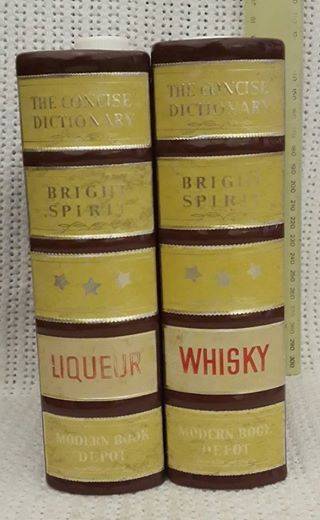 THE CONCISE
DICTIONARY
BRIGHT
SPIRIT
LIQUEUR
MODERN BOOK
DEPOT
THE CONCISE
DICTIONARY
BRIGHT
SPIRIT
WHISKY
MODERN BOOK
DEPOT